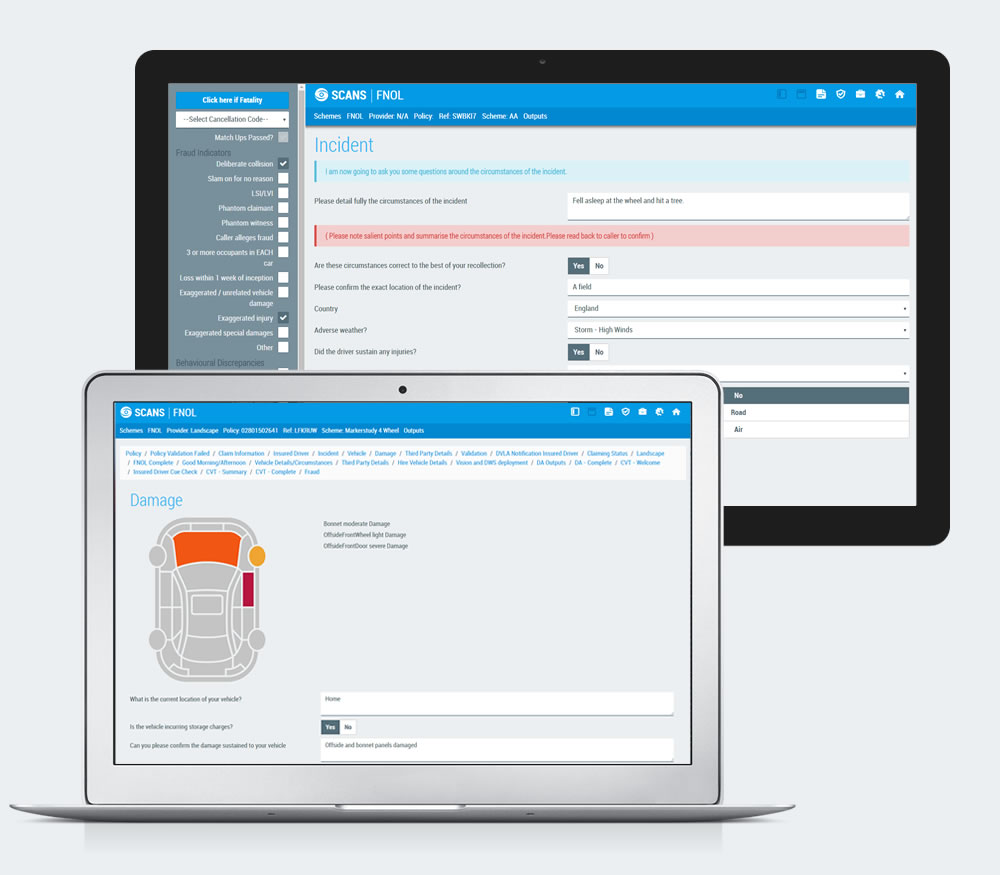 Click here if Fatality
--Select Cancellation Code--
Match Ups Passed?
Fraud Indicators
Deliberate collision
Slam on for no reason
LSI/LVI
Phantom claimant
Phantom witness
Caller alleges fraud
3 or more occupants in EACH
car
Loss within 1 week of inception
Exaggerated / unrelated vehicle
damage
Exaggerated injury
Exaggerated special damages
Other
Behavioural Discrepancies
SCANS | FNOL
Schemes FNOL Provider: N/A Policy: Ref: SWBKI7 Scheme: AA Outputs
Incident
I am now going to ask you some questions around the circumstances of the incident.
Please detail fully the circumstances of the incident
Fell asleep at the wheel and hit a tree.
( Please note salient points and summarise the circumstances of the incident.Please read back to caller to confirm )
Are these circumstances correct to the best of your recollection?
Yes No
Please confirm the exact location of the incident?
A field
Country
England
Adverse weather?
Storm - High Winds
Did the driver sustain any injuries?
Yes No
No
Road
Air
SCANS | FNOL
Schemes FNOL Provider: Landscape Policy: 02801502641 Ref: LFKRUW Scheme: Markerstudy 4 Wheel Outputs
Policy / Policy Validation Failed / Claim Information / Insured Driver / Incident / Vehicle / Damage / Third Party Details / Validation / DVLA Notification Insured Driver / Claiming Status / Landscape
/ FNOL Complete / Good Morning/Afternoon / Vehicle Details/Circumstances / Third Party Details / Hire Vehicle Details / Vision and DWS deployment / DA Outputs / DA - Complete / CVT - Welcome
/ Insured Driver Cue Check / CVT - Summary / CVT - Complete / Fraud
Damage
Bonnet moderate Damage
OffsideFrontWheel light Damage
OffsideFrontDoor severe Damage
What is the current location of your vehicle?
Home
Is the vehicle incurring storage charges?
Yes No
Can you please confirm the damage sustained to your vehicle
Offside and bonnet panels damaged